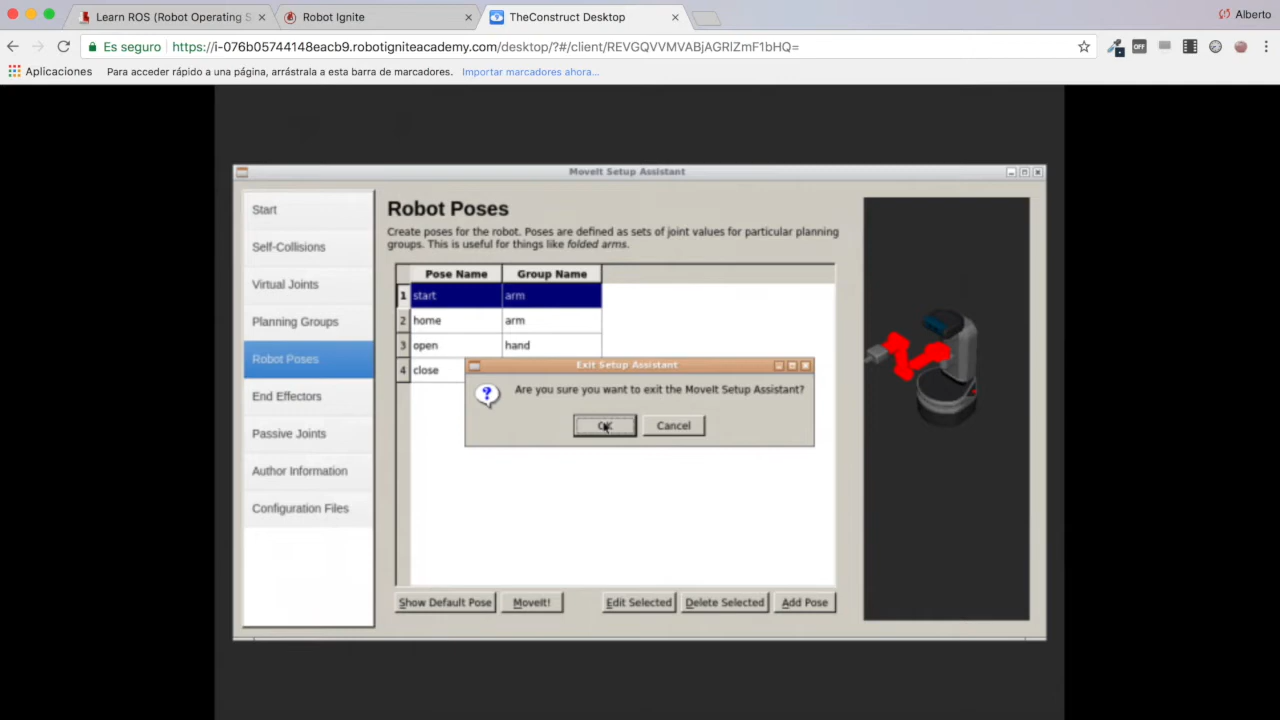 Learn ROS (Robot Operating S
Robot Ignite
TheConstruct Desktop
Alberto
Es seguro
https://i-076b05744148eacb9.robotigniteacademy.com/desktop/?#/client/REVGQVVMVABjAGRlZmF1bHQ=
OFF
Aplicaciones
Para acceder rápido a una página, arrástrala a esta barra de marcadores.
Importar marcadores ahora...
MoveIt Setup Assistant
Start
Self-Collisions
Virtual Joints
Planning Groups
Robot Poses
End Effectors
Passive Joints
Author Information
Configuration Files
Robot Poses
Create poses for the robot. Poses are defined as sets of joint values for particular planning
groups. This is useful for things like folded arms.
Pose Name Group Name
1 start arm
2 home arm
3 open hand
4 close
Exit Setup Assistant
Are you sure you want to exit the MoveIt Setup Assistant?
OK
Cancel
Show Default Pose
MoveIt!
Edit Selected
Delete Selected
Add Pose